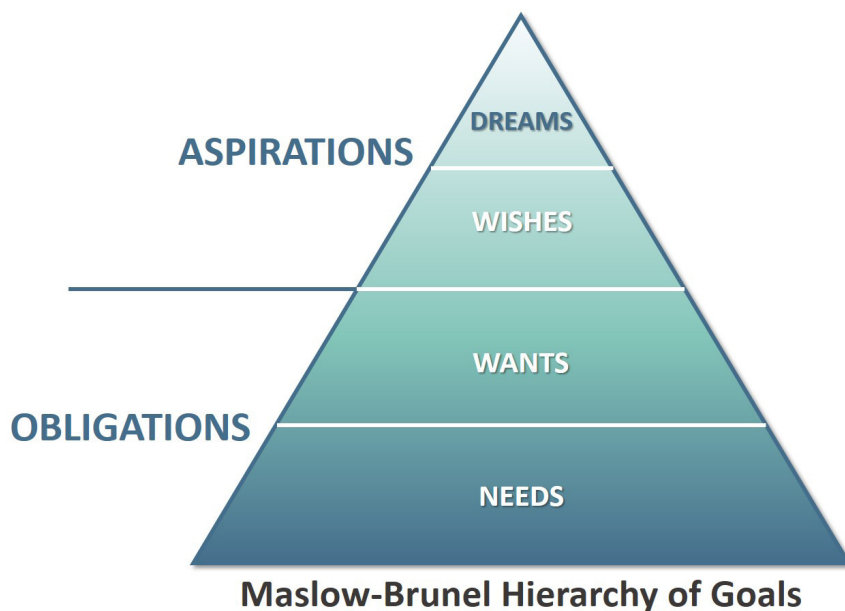 DREAMS
ASPIRATIONS
WISHES
WANTS
OBLIGATIONS
NEEDS
Maslow-Brunel Hierarchy of Goals